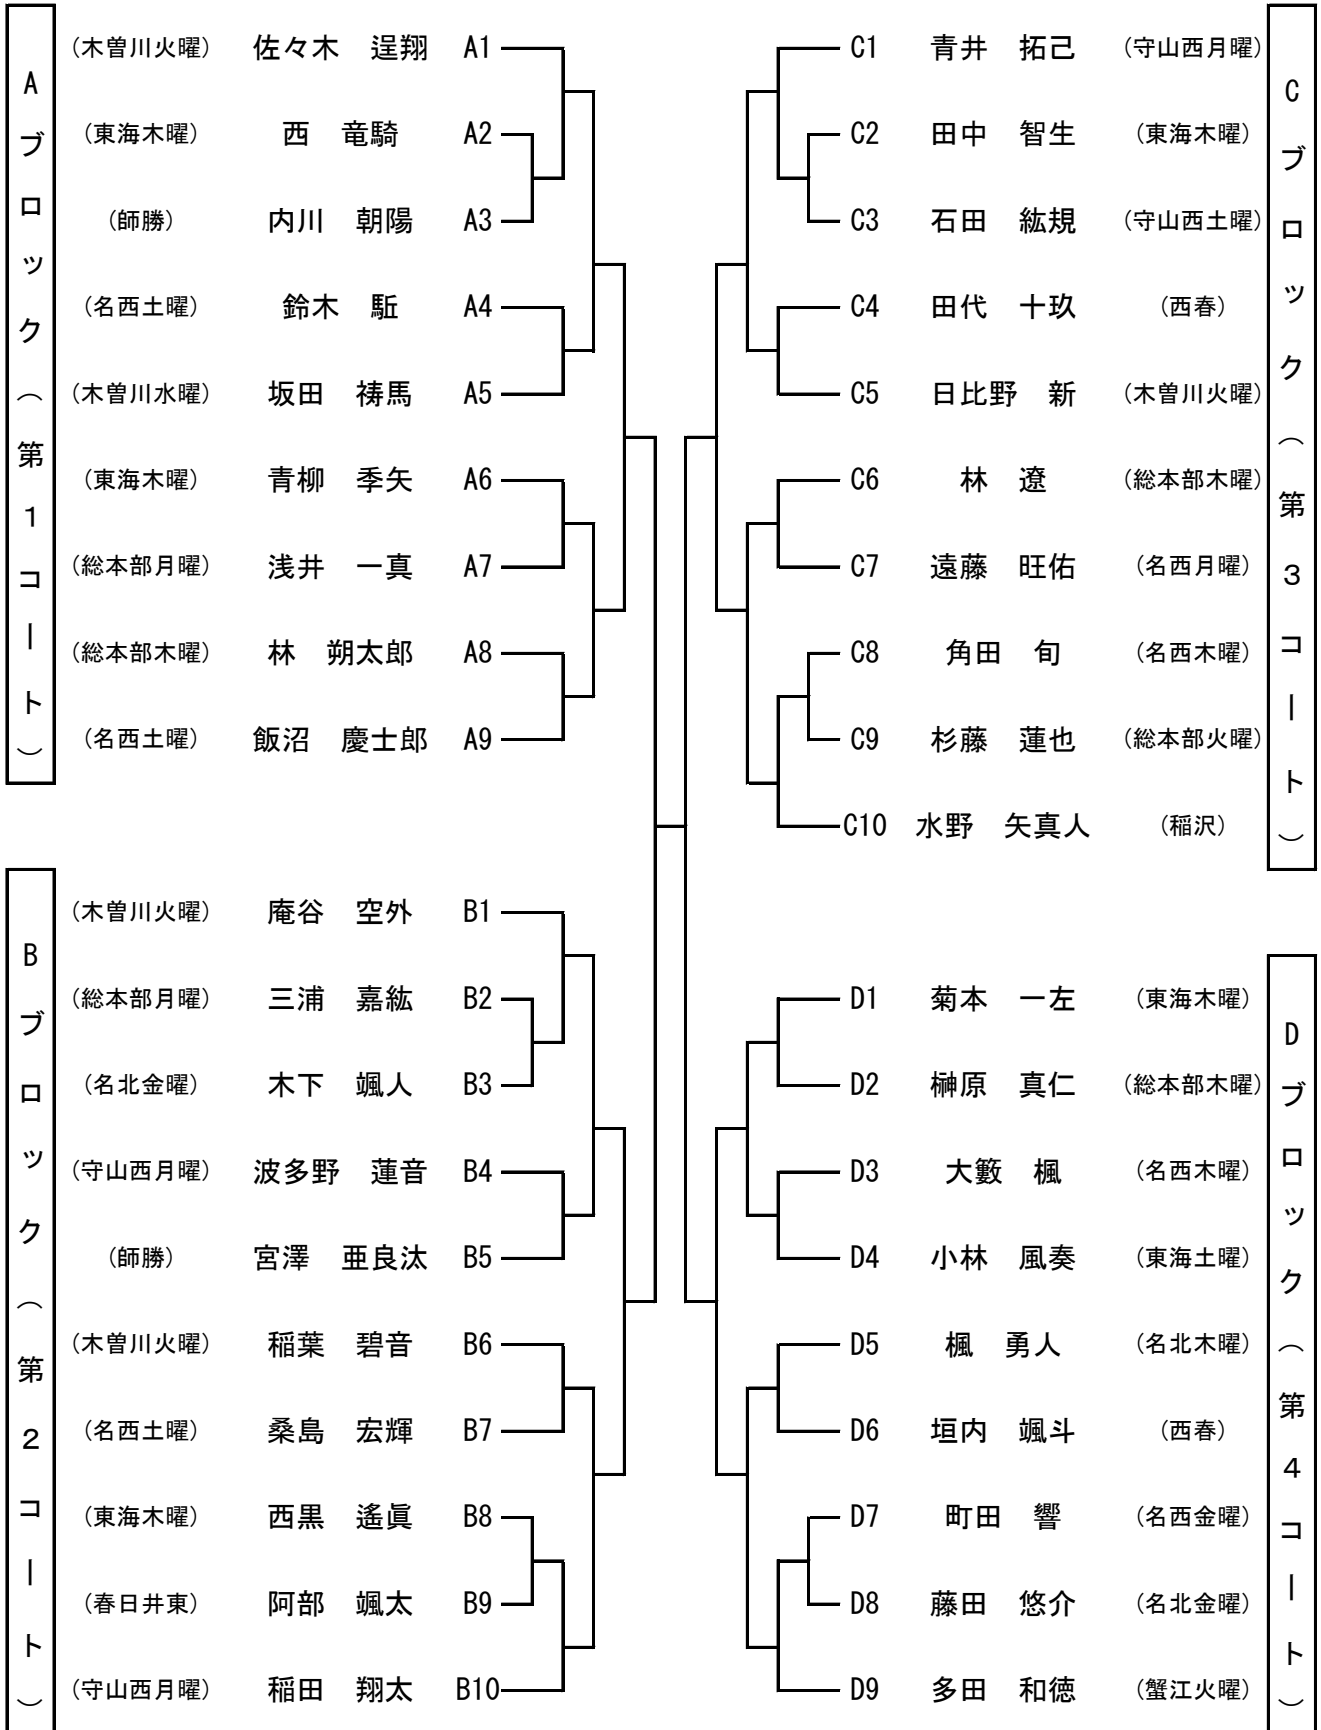 Aブロック（第1コート）
（木曽川火曜） 佐々木　逞翔 A1
（東海木曜） 西　竜騎 A2
（師勝） 内川　朝陽 A3
（名西土曜） 鈴木　駈 A4
（木曽川水曜） 坂田　祷馬 A5
（東海木曜） 青柳　季矢 A6
（総本部月曜） 浅井　一真 A7
（総本部木曜） 林　朔太郎 A8
（名西土曜） 飯沼　慶士郎 A9
Bブロック（第2コート）
（木曽川火曜） 庵谷　空外 B1
（総本部月曜） 三浦　嘉紘 B2
（名北金曜） 木下　颯人 B3
（守山西月曜） 波多野　蓮音 B4
（師勝） 宮澤　亜良汰 B5
（木曽川火曜） 稲葉　碧音 B6
（名西土曜） 桑島　宏輝 B7
（東海木曜） 西黒　遙眞 B8
（春日井東） 阿部　颯太 B9
（守山西月曜） 稲田　翔太 B10
Cブロック（第3コート）
C1 青井　拓己 （守山西月曜）
C2 田中　智生 （東海木曜）
C3 石田　紘規 （守山西土曜）
C4 田代　十玖 （西春）
C5 日比野　新 （木曽川火曜）
C6 林　遼 （総本部木曜）
C7 遠藤　旺佑 （名西月曜）
C8 角田　旬 （名西木曜）
C9 杉藤　蓮也 （総本部火曜）
C10 水野　矢真人 （稲沢）
Dブロック（第4コート）
D1 菊本　一左 （東海木曜）
D2 榊原　真仁 （総本部木曜）
D3 大籔　楓 （名西木曜）
D4 小林　風奏 （東海土曜）
D5 楓　勇人 （名北木曜）
D6 垣内　颯斗 （西春）
D7 町田　響 （名西金曜）
D8 藤田　悠介 （名北金曜）
D9 多田　和徳 （蟹江火曜）